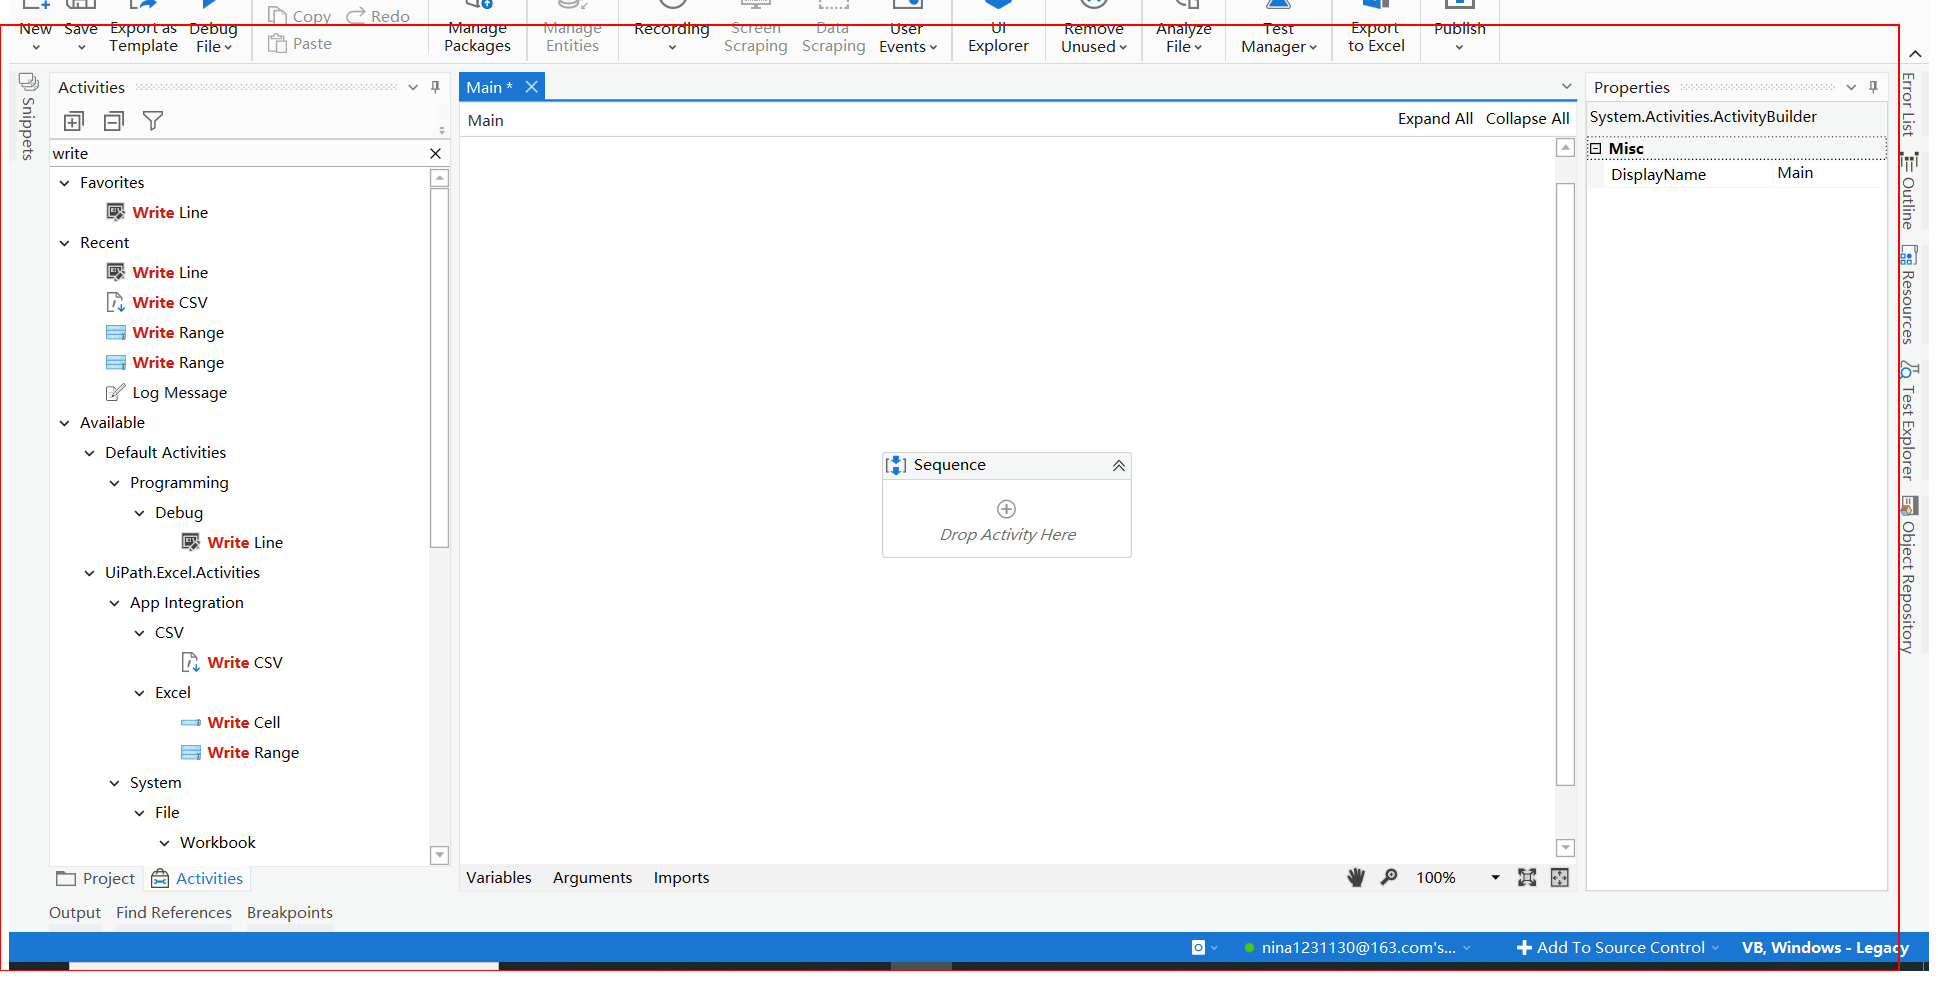 New Save Export as Template Debug File Copy Redo Paste Manage Packages Manage Entities Recording Screen Scraping Data Scraping User Events UI Explorer Remove Unused Analyze File Test Manager Export to Excel Publish
Snippets
Activities
write
Favorites
Write Line
Recent
Write Line
Write CSV
Write Range
Write Range
Log Message
Available
Default Activities
Programming
Debug
Write Line
UiPath.Excel.Activities
App Integration
CSV
Write CSV
Excel
Write Cell
Write Range
System
File
Workbook
Project Activities
Output Find References Breakpoints
Main *
Main Expand All Collapse All
Sequence
Drop Activity Here
Variables Arguments Imports 100%
Properties
System.Activities.ActivityBuilder
Misc
DisplayName Main
Error List
Outline
Resources
Test Explorer
Object Repository
nina1231130@163.com's... Add To Source Control VB, Windows - Legacy